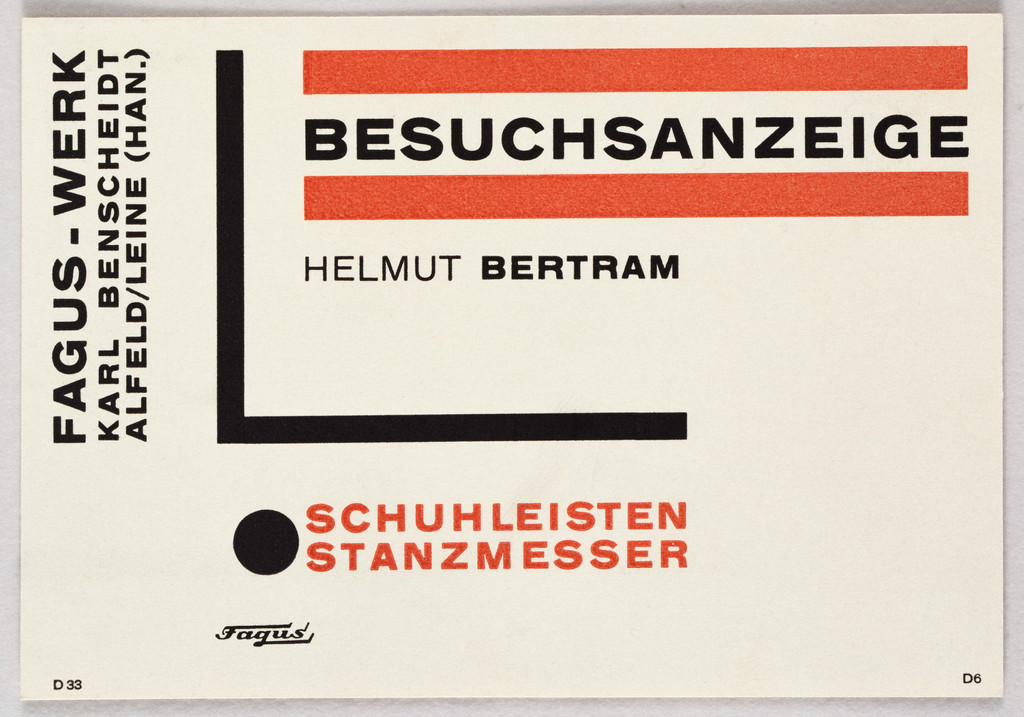 FAGUS-WERK
KARL BENSCHEIDT
ALFELD/LEINE (HAN.)
BESUCHSANZEIGE
HELMUT BERTRAM
SCHUHLEISTEN
STANZMESSER
Fagus
D 33
D6